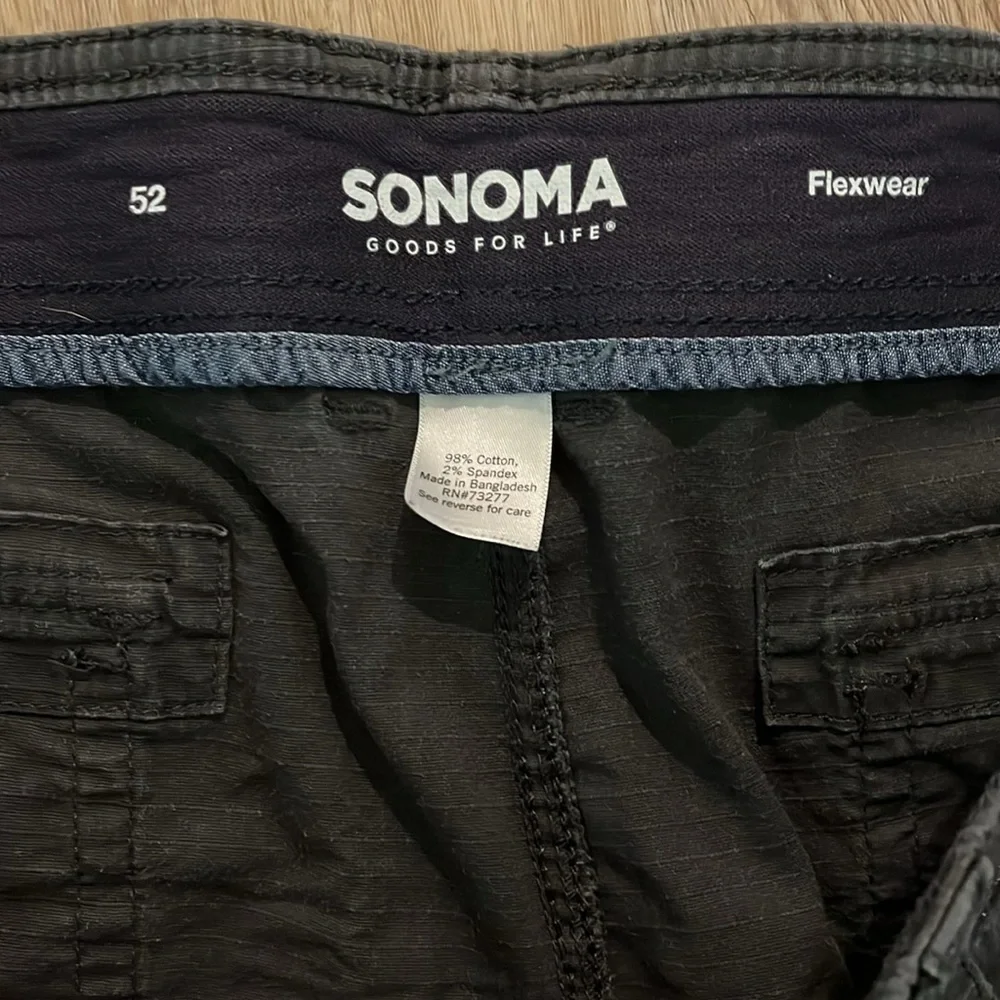 52
SONOMA
GOODS FOR LIFE®
Flexwear
98% Cotton,
2% Spandex
Made in Bangladesh
RN#73277
See reverse for care